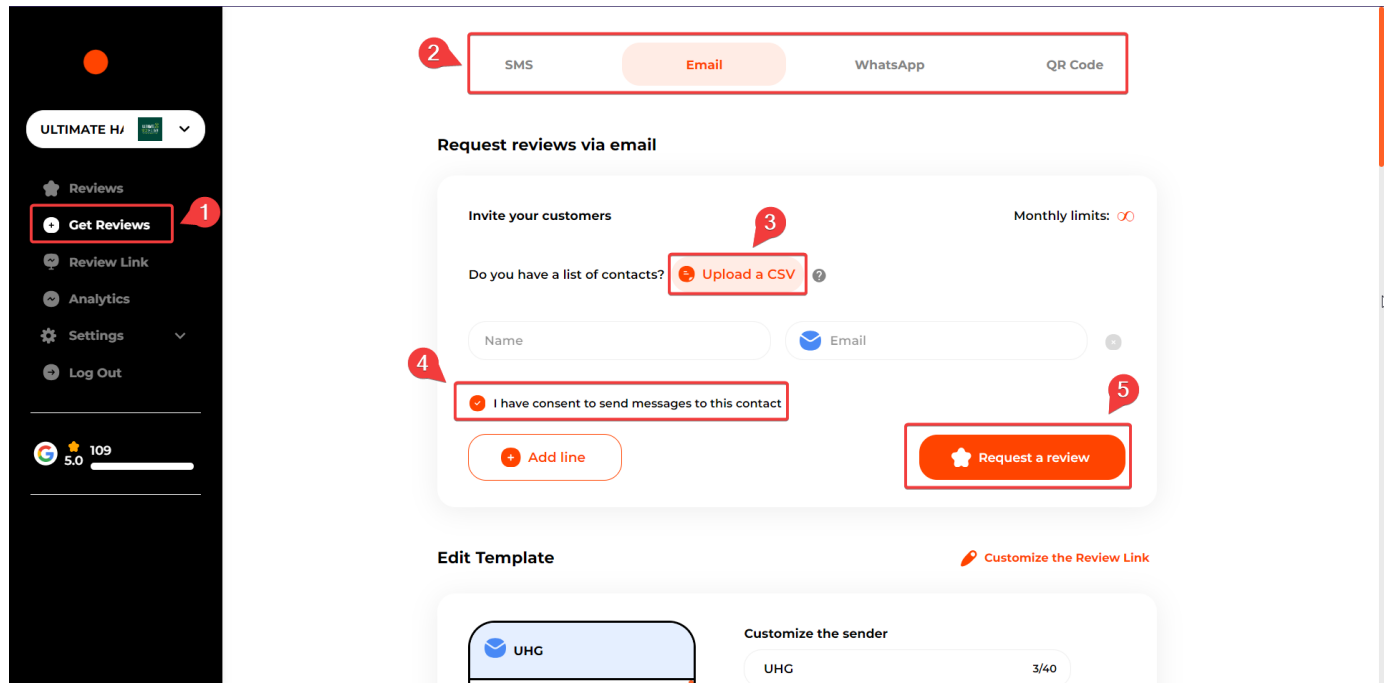 2
SMS
Email
WhatsApp
QR Code
ULTIMATE H
Reviews
1
Get Reviews
Review Link
Analytics
Settings
Log Out
5.0
109
Request reviews via email
Invite your customers
Monthly limits: ∞
3
Do you have a list of contacts? Upload a CSV ?
Name
Email
4
I have consent to send messages to this contact
5
Add line
Request a review
Edit Template
Customize the Review Link
UHG
Customize the sender
UHG
3/40